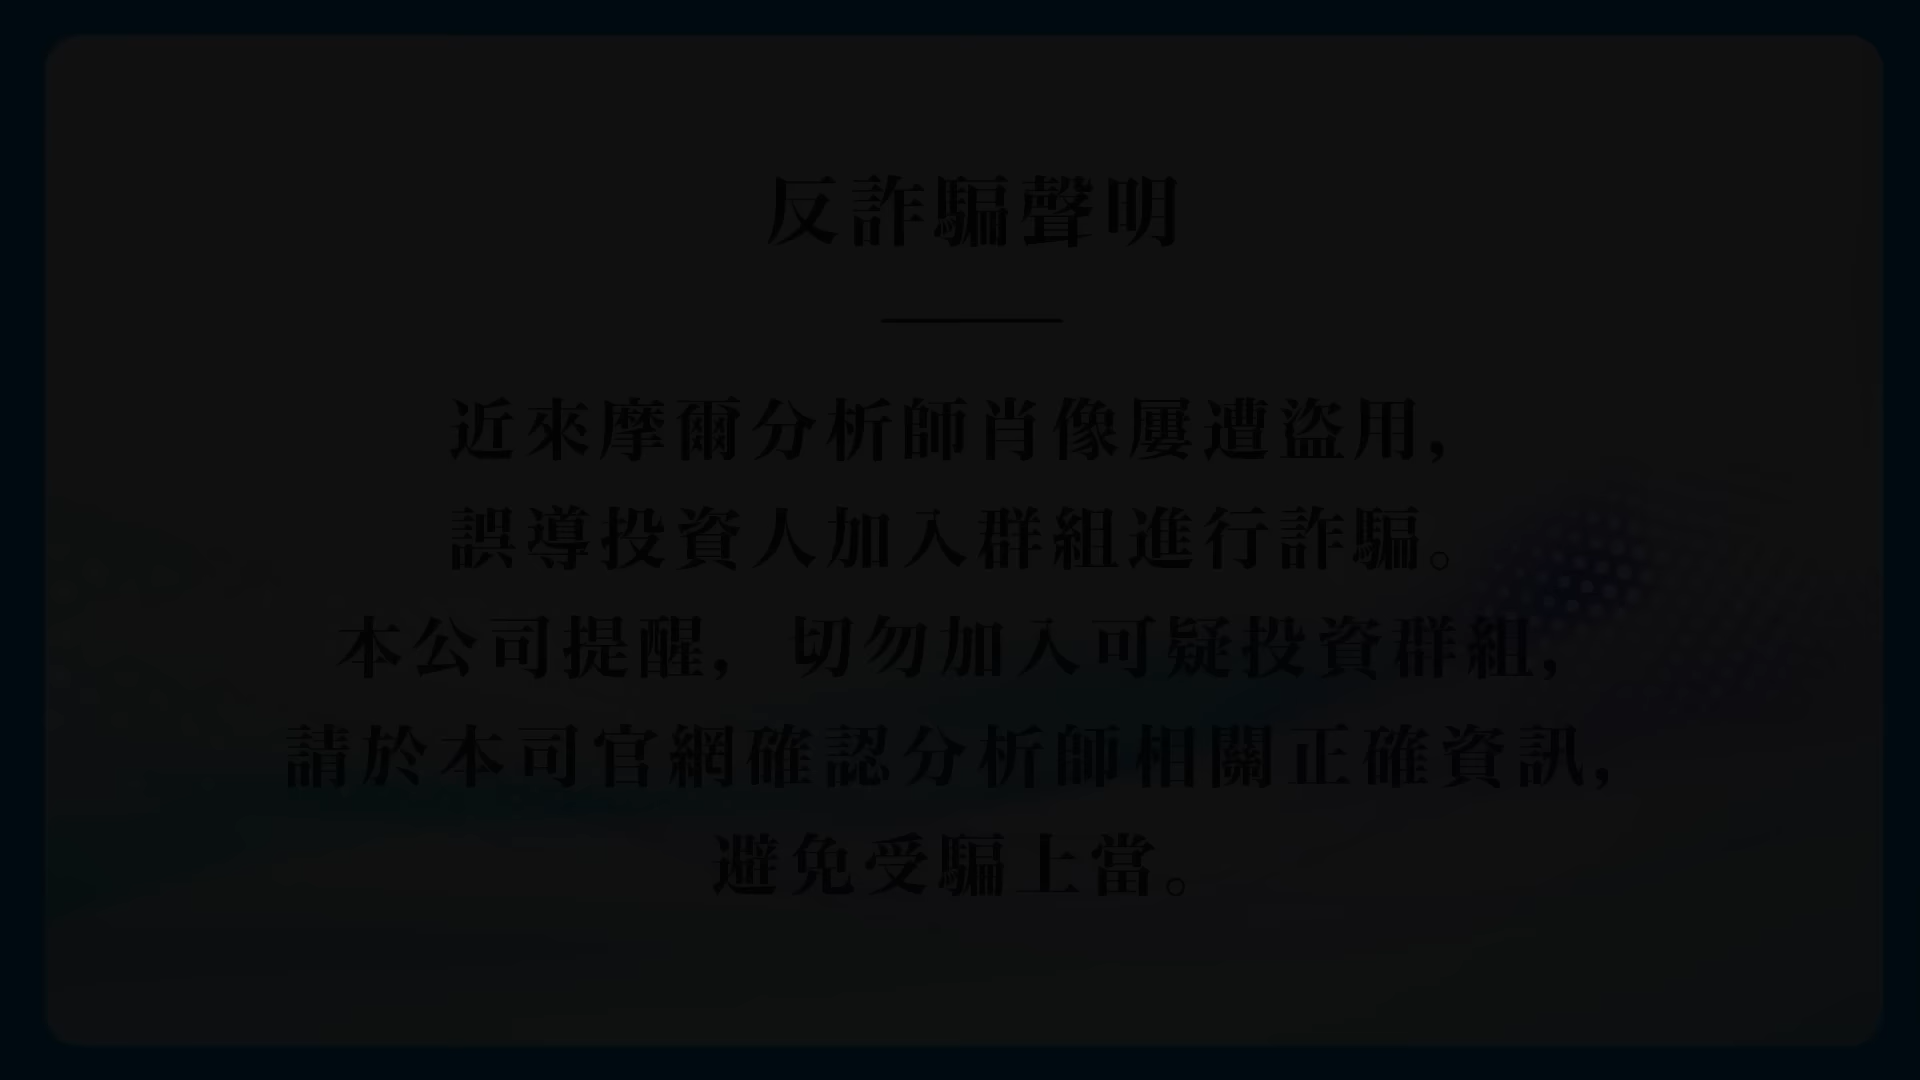 反詐騙聲明
近來摩爾分析師肖像屢遭盜用，
誤導投資人加入群組進行詐騙。
本公司提醒，切勿加入可疑投資群組，
請於本司官網確認分析師相關正確資訊，
避免受騙上當。